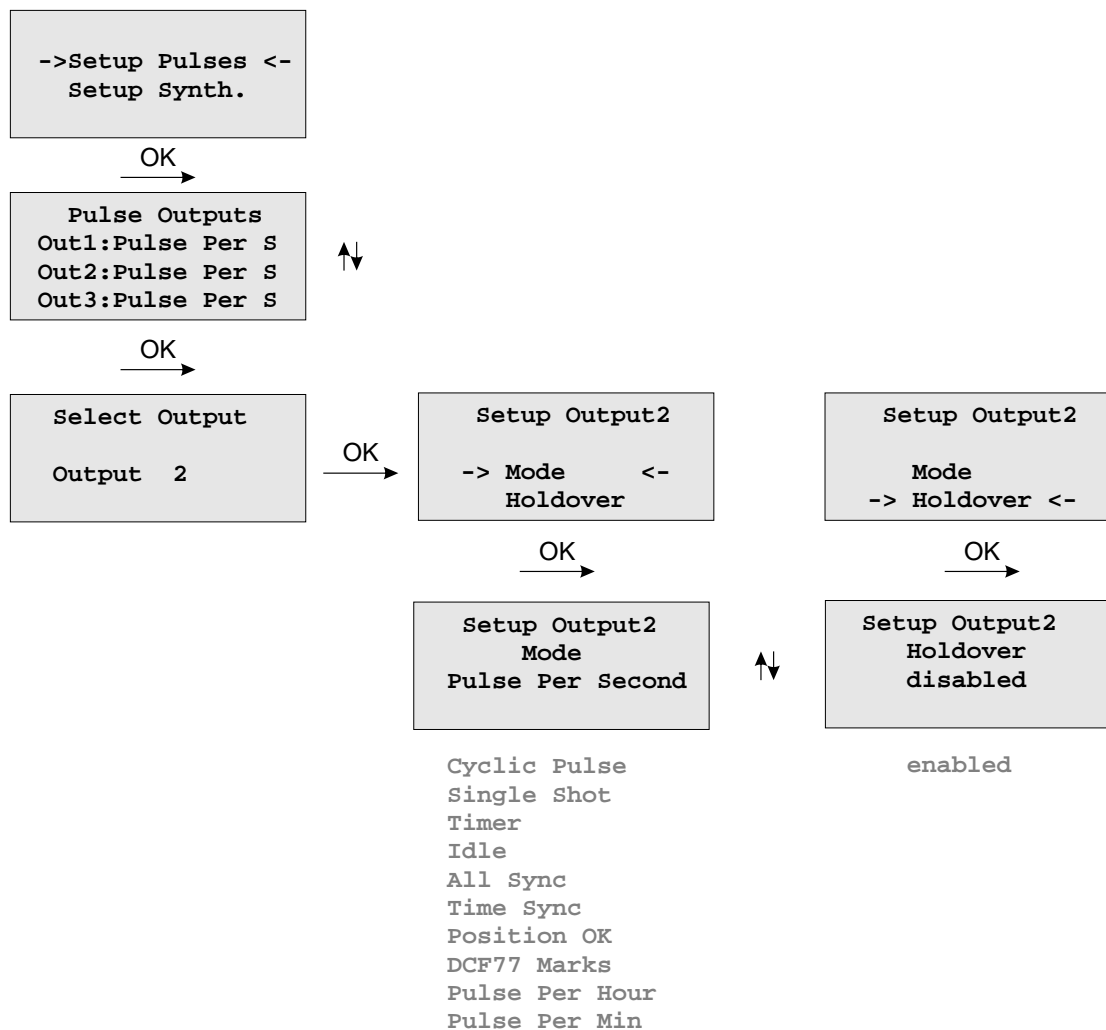 ->Setup Pulses <-
Setup Synth.
OK
Pulse Outputs
Out1:Pulse Per S
Out2:Pulse Per S
Out3:Pulse Per S
OK
Select Output
Output 2
OK
Setup Output2
-> Mode <-
Holdover
OK
Setup Output2
Mode
Pulse Per Second
Cyclic Pulse
Single Shot
Timer
Idle
All Sync
Time Sync
Position OK
DCF77 Marks
Pulse Per Hour
Pulse Per Min
Setup Output2
Mode
-> Holdover <-
OK
Setup Output2
Holdover
disabled
enabled